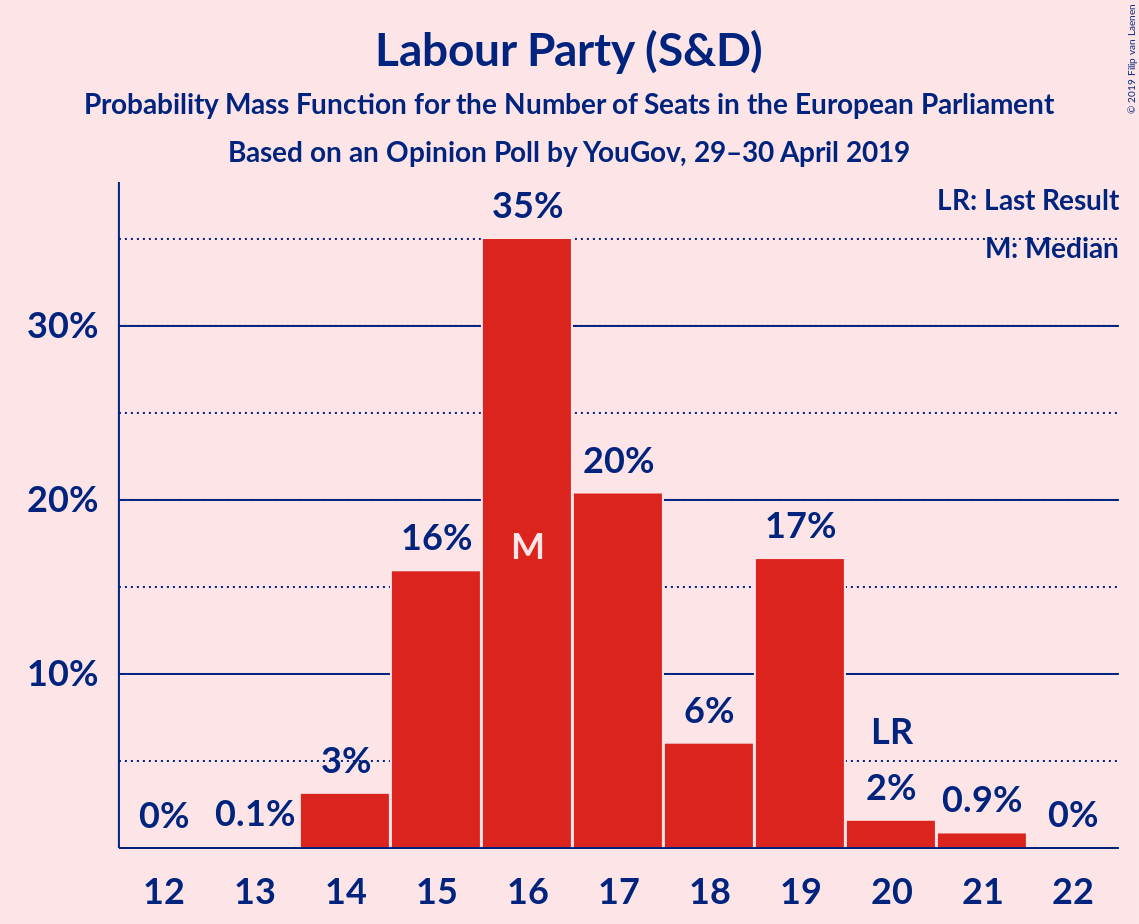 Labour Party (S&D)
Probability Mass Function for the Number of Seats in the European Parliament
Based on an Opinion Poll by YouGov, 29–30 April 2019
© 2019 Filip van Laenen
LR: Last Result
M: Median
30%
20%
10%
0%
0.1%
3%
16%
35%
M
20%
6%
17%
LR
2%
0.9%
0%
12 13 14 15 16 17 18 19 20 21 22